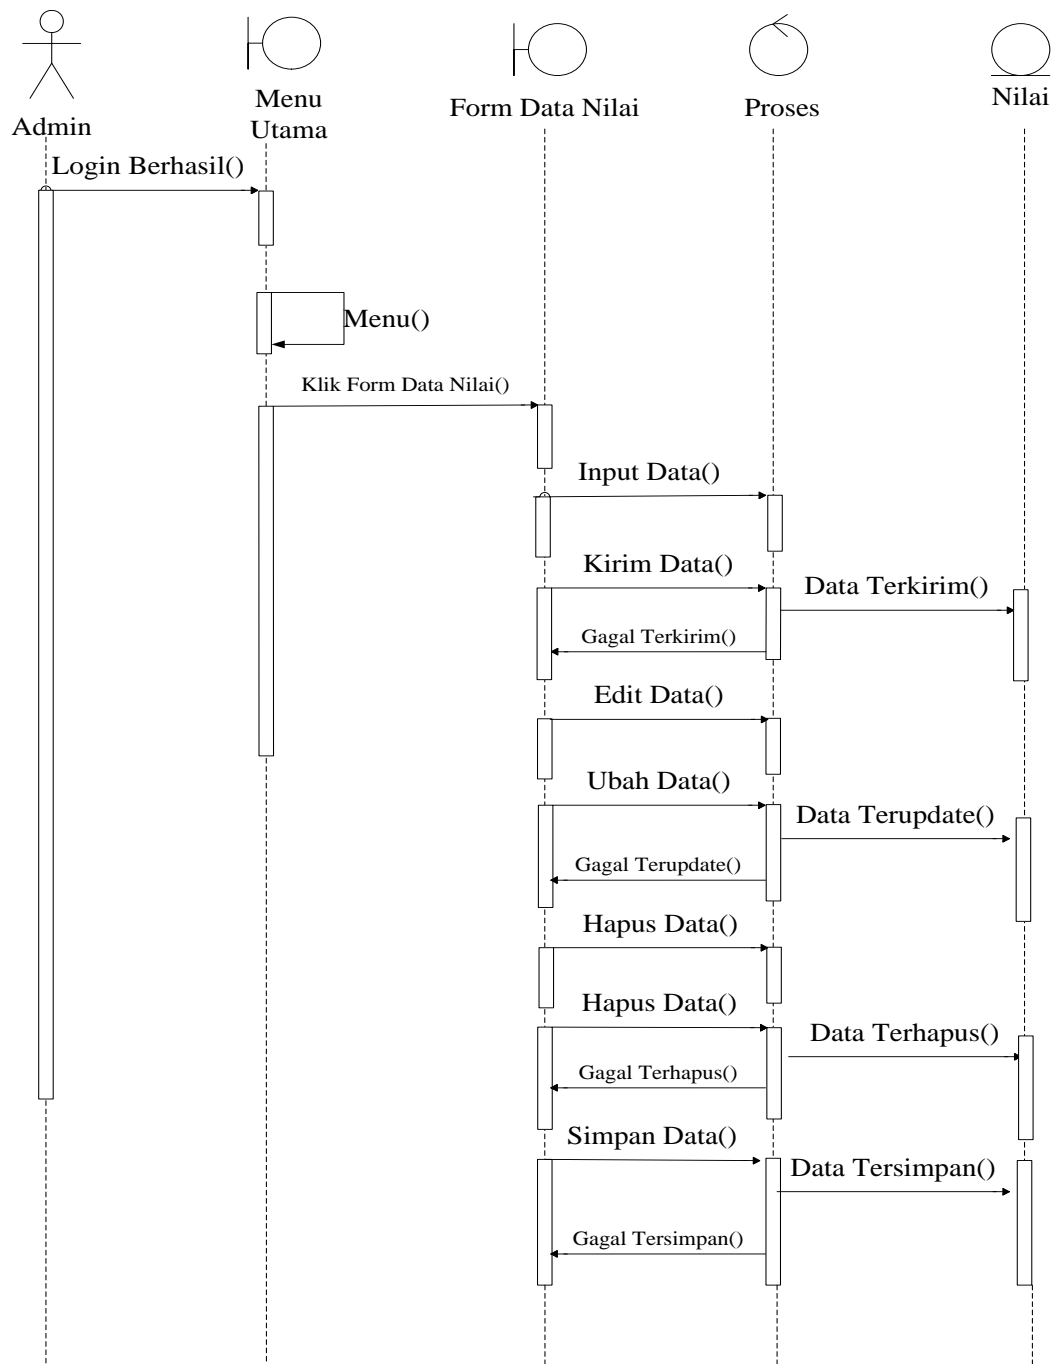 Admin
Menu
Utama
Form Data Nilai
Proses
Nilai
Login Berhasil()
Menu()
Klik Form Data Nilai()
Input Data()
Kirim Data()
Data Terkirim()
Gagal Terkirim()
Edit Data()
Ubah Data()
Data Terupdate()
Gagal Terupdate()
Hapus Data()
Hapus Data()
Data Terhapus()
Gagal Terhapus()
Simpan Data()
Data Tersimpan()
Gagal Tersimpan()